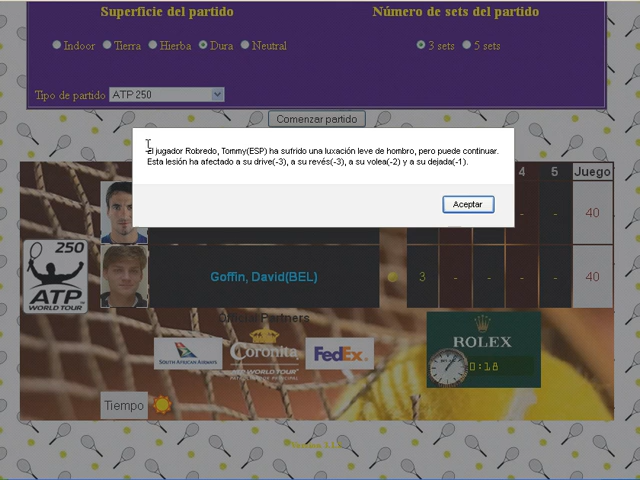 Superficie del partido
Número de sets del partido
Indoor Tierra Hierba Dura Neutral
3 sets 5 sets
Tipo de partido ATP 250
Comenzar partido
El jugador Robredo, Tommy(ESP) ha sufrido una luxación leve de hombro, pero puede continuar.
Esta lesión ha afectado a su drive(-3), a su revés(-3), a su volea(-2) y a su dejada(-1).
Aceptar
4 5 Juego
- - 40
250
ATP
WORLD TOUR
Goffin, David(BEL) 3 - - - - 40
Official Partners
SOUTH AFRICAN AIRWAYS
Coronita
ATP WORLD TOUR
FedEx
ROLEX
0:18
Tiempo